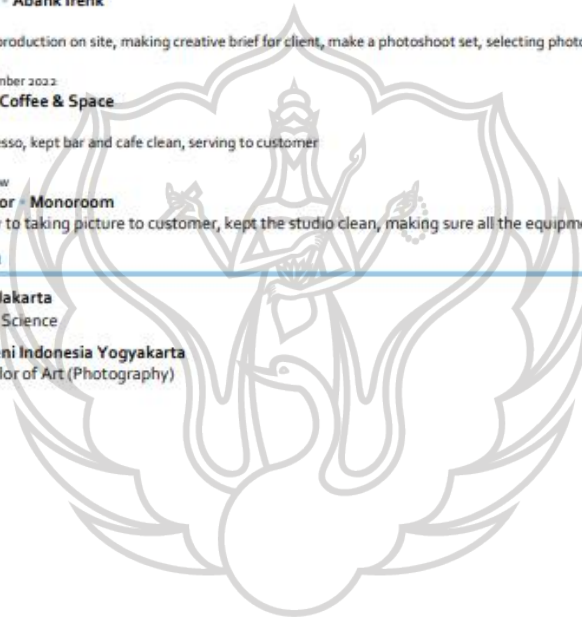 • Abank Irenk
production on site, making creative brief for client, make a photoshoot set, selecting photo
mber 2022
Coffee & Space
esso, kept bar and cafe clean, serving to customer
w
or • Monoroom
to taking picture to customer, kept the studio clean, making sure all the equipme
Jakarta
Science
eni Indonesia Yogyakarta
lor of Art (Photography)